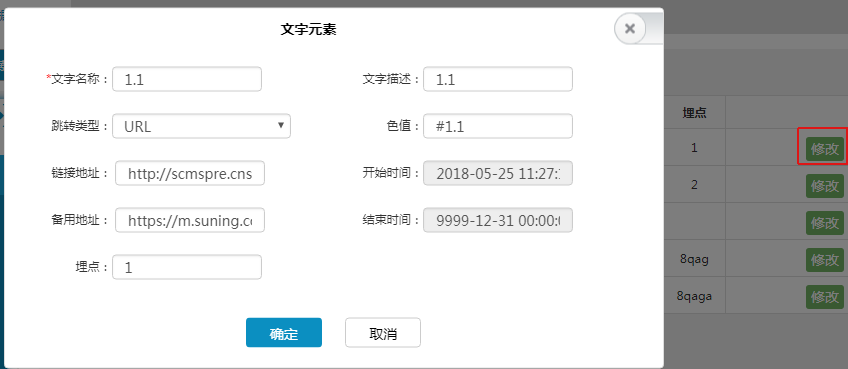 文字元素
*文字名称： 1.1 文字描述： 1.1
埋点
跳转类型： URL 色值： #1.1
1 修改
链接地址： http://scmspre.cns 开始时间： 2018-05-25 11:27:
2 修改
备用地址： https://m.suning.c 结束时间： 9999-12-31 00:00:
修改
埋点： 1
8qag 修改
8qaga 修改
确定 取消